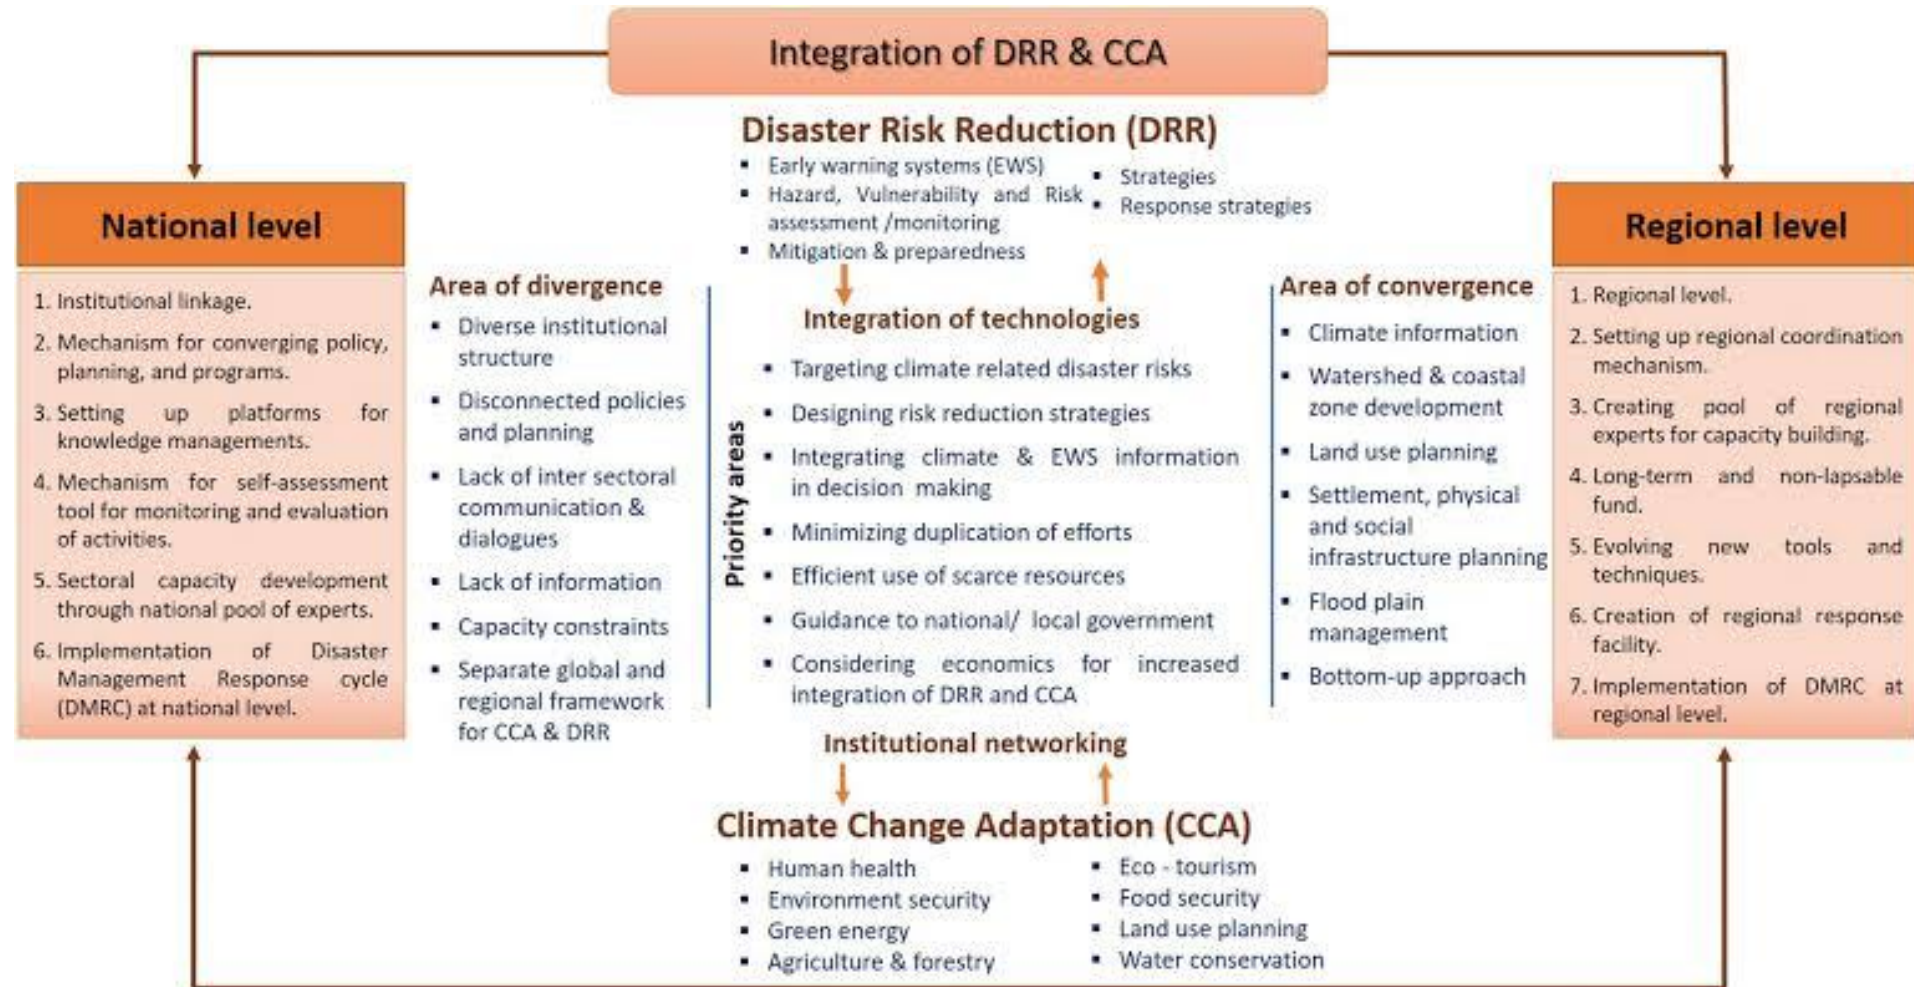 Integration of DRR & CCA
Disaster Risk Reduction (DRR)
▪ Early warning systems (EWS)
▪ Hazard, Vulnerability and Risk
assessment /monitoring
▪ Mitigation & preparedness
▪ Strategies
▪ Response strategies
National level
1. Institutional linkage.
2. Mechanism for converging policy,
planning, and programs.
3. Setting up platforms for
knowledge managements.
4. Mechanism for self-assessment
tool for monitoring and evaluation
of activities.
5. Sectoral capacity development
through national pool of experts.
6. Implementation of Disaster
Management Response cycle
(DMRC) at national level.
Area of divergence
▪ Diverse institutional
structure
▪ Disconnected policies
and planning
▪ Lack of inter sectoral
communication &
dialogues
▪ Lack of information
▪ Capacity constraints
▪ Separate global and
regional framework
for CCA & DRR
Priority areas
Integration of technologies
▪ Targeting climate related disaster risks
▪ Designing risk reduction strategies
▪ Integrating climate & EWS information
in decision making
▪ Minimizing duplication of efforts
▪ Efficient use of scarce resources
▪ Guidance to national/ local government
▪ Considering economics for increased
integration of DRR and CCA
Institutional networking
Area of convergence
▪ Climate information
▪ Watershed & coastal
zone development
▪ Land use planning
▪ Settlement, physical
and social
infrastructure planning
▪ Flood plain
management
▪ Bottom-up approach
Regional level
1. Regional level.
2. Setting up regional coordination
mechanism.
3. Creating pool of regional
experts for capacity building.
4. Long-term and non-lapsable
fund.
5. Evolving new tools and
techniques.
6. Creation of regional response
facility.
7. Implementation of DMRC at
regional level.
Climate Change Adaptation (CCA)
▪ Human health
▪ Environment security
▪ Green energy
▪ Agriculture & forestry
▪ Eco - tourism
▪ Food security
▪ Land use planning
▪ Water conservation